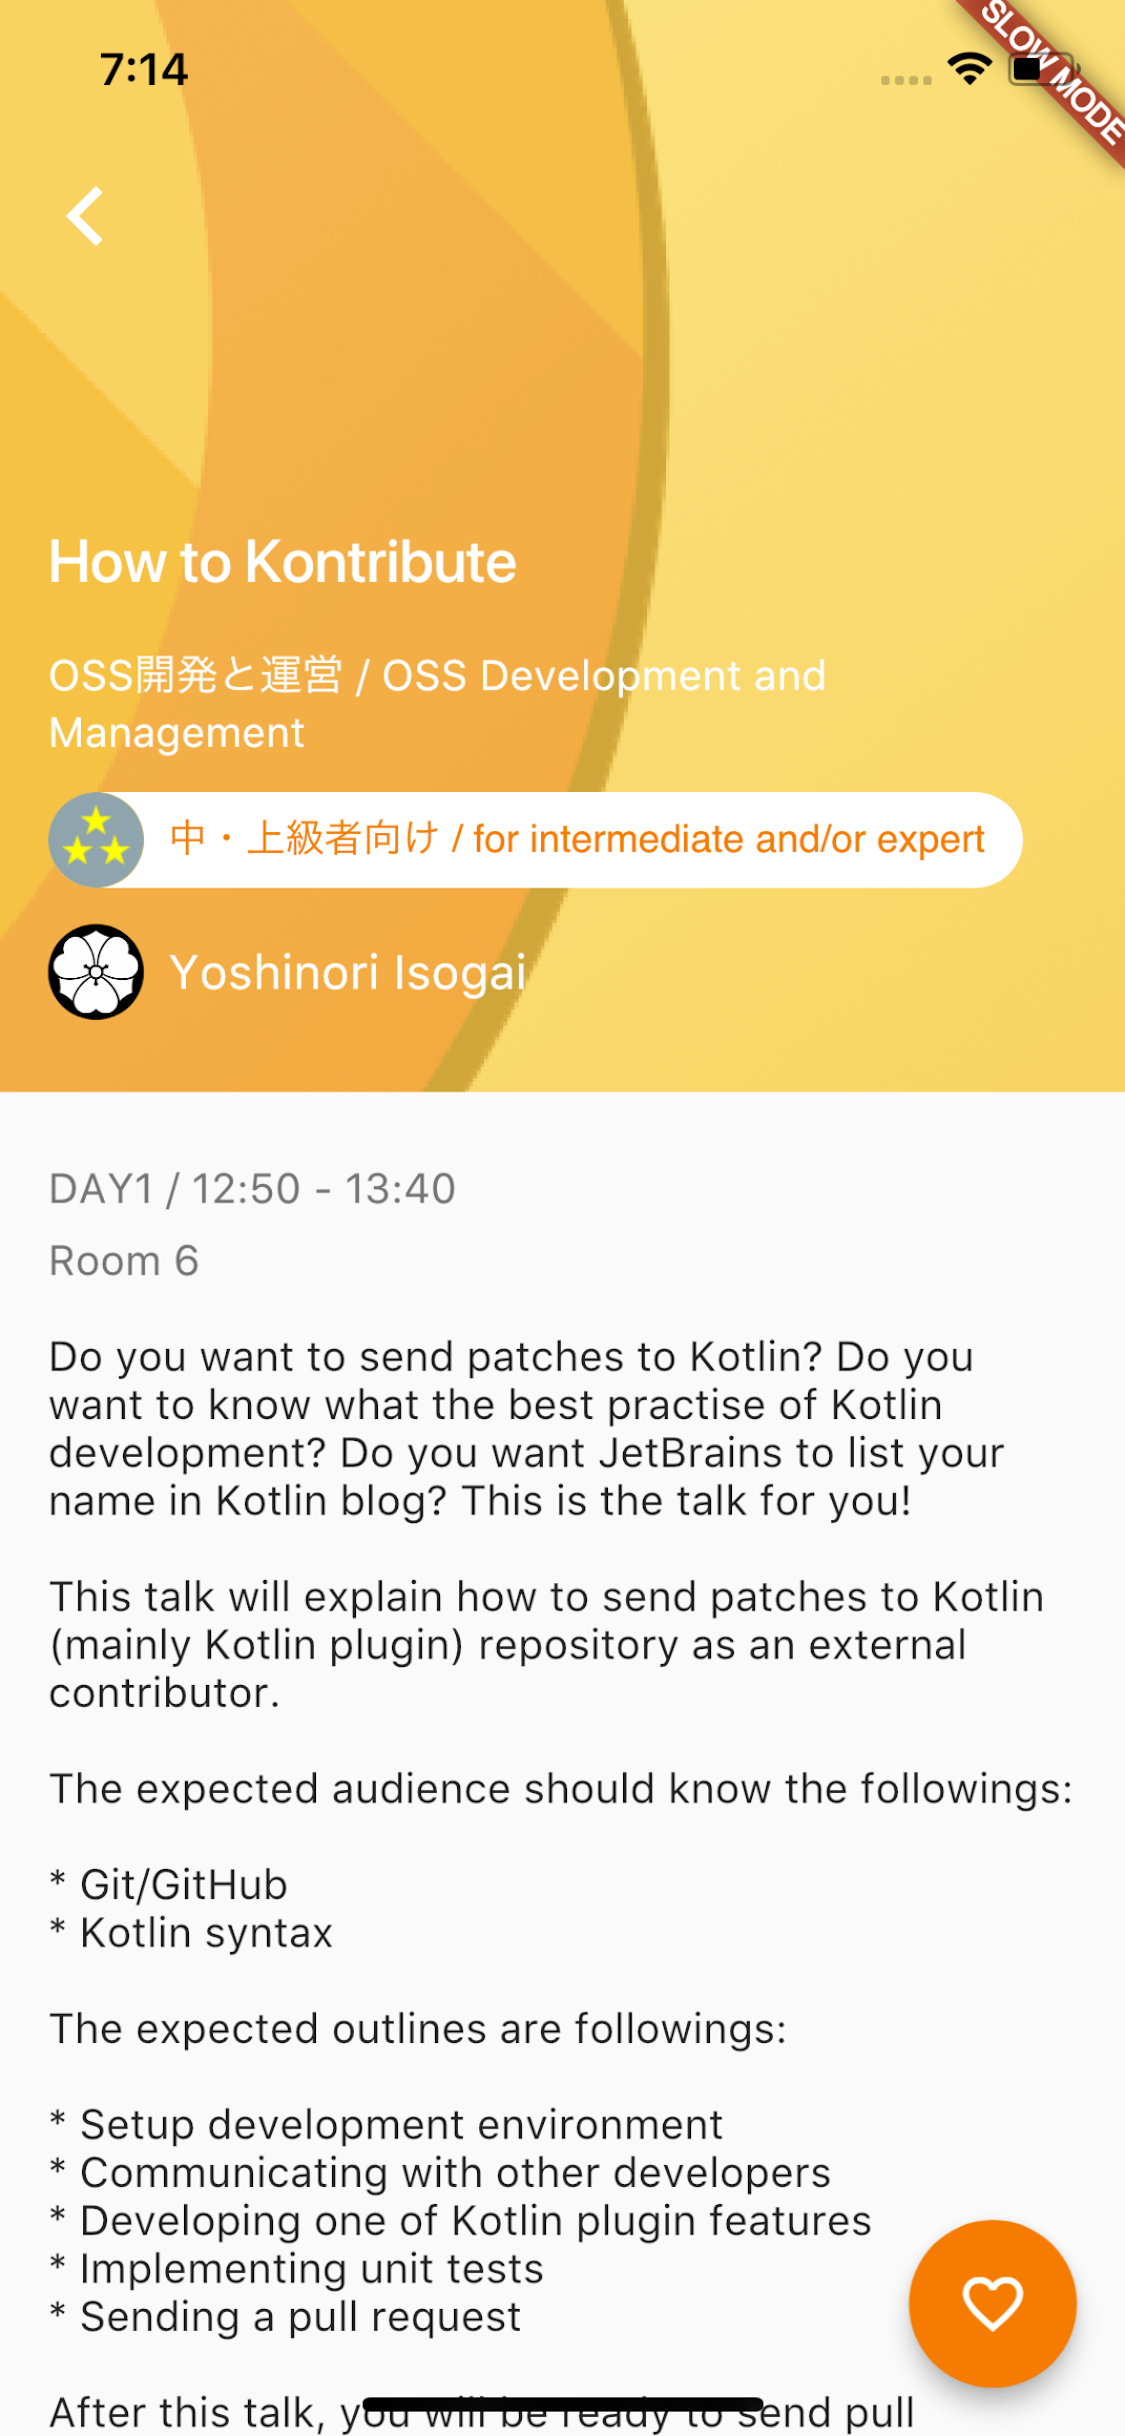 7:14
SLOW MODE
How to Kontribute
OSS開発と運営 / OSS Development and
Management
中・上級者向け / for intermediate and/or expert
Yoshinori Isogai
DAY1 / 12:50 - 13:40
Room 6
Do you want to send patches to Kotlin? Do you
want to know what the best practise of Kotlin
development? Do you want JetBrains to list your
name in Kotlin blog? This is the talk for you!
This talk will explain how to send patches to Kotlin
(mainly Kotlin plugin) repository as an external
contributor.
The expected audience should know the followings:
* Git/GitHub
* Kotlin syntax
The expected outlines are followings:
* Setup development environment
* Communicating with other developers
* Developing one of Kotlin plugin features
* Implementing unit tests
* Sending a pull request
After this talk, you will be ready to send pull